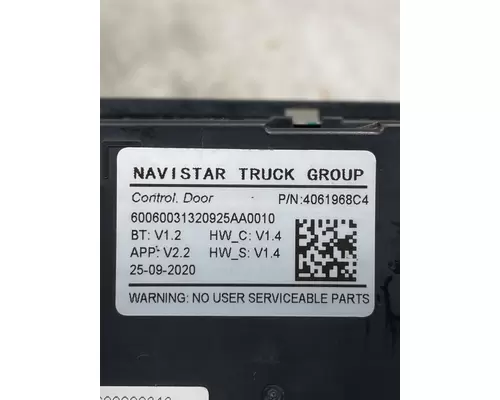 NAVISTAR TRUCK GROUP
Control, Door P/N:4061968C4
60060031320925AA0010
BT: V1.2 HW_C: V1.4
APP: V2.2 HW_S: V1.4
25-09-2020
WARNING: NO USER SERVICEABLE PARTS